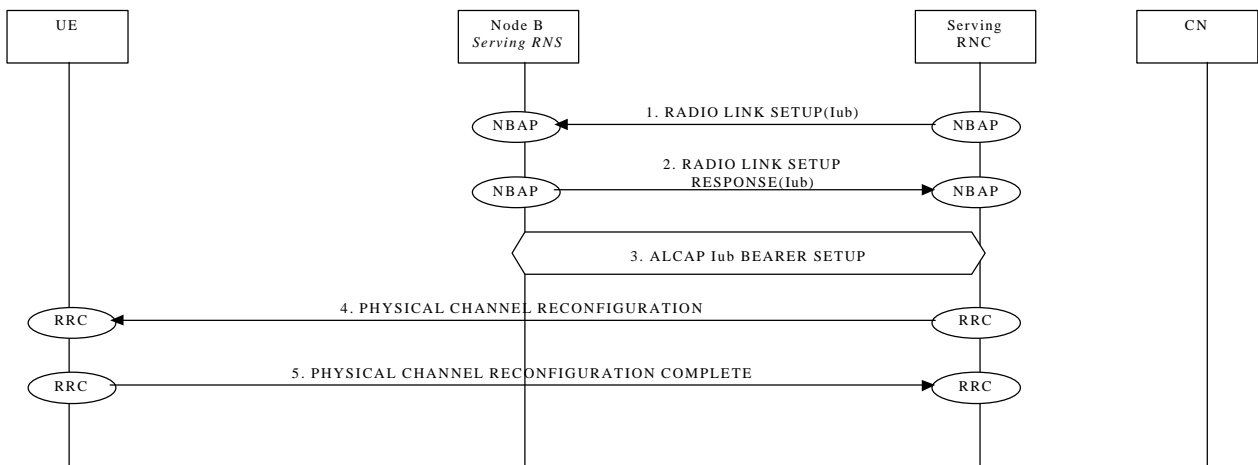 UE
Node B
Serving RNS
Serving
RNC
CN
1. RADIO LINK SETUP(Iub)
NBAP
NBAP
2. RADIO LINK SETUP
RESPONSE(Iub)
NBAP
NBAP
3. ALCAP Iub BEARER SETUP
4. PHYSICAL CHANNEL RECONFIGURATION
RRC
RRC
5. PHYSICAL CHANNEL RECONFIGURATION COMPLETE
RRC
RRC